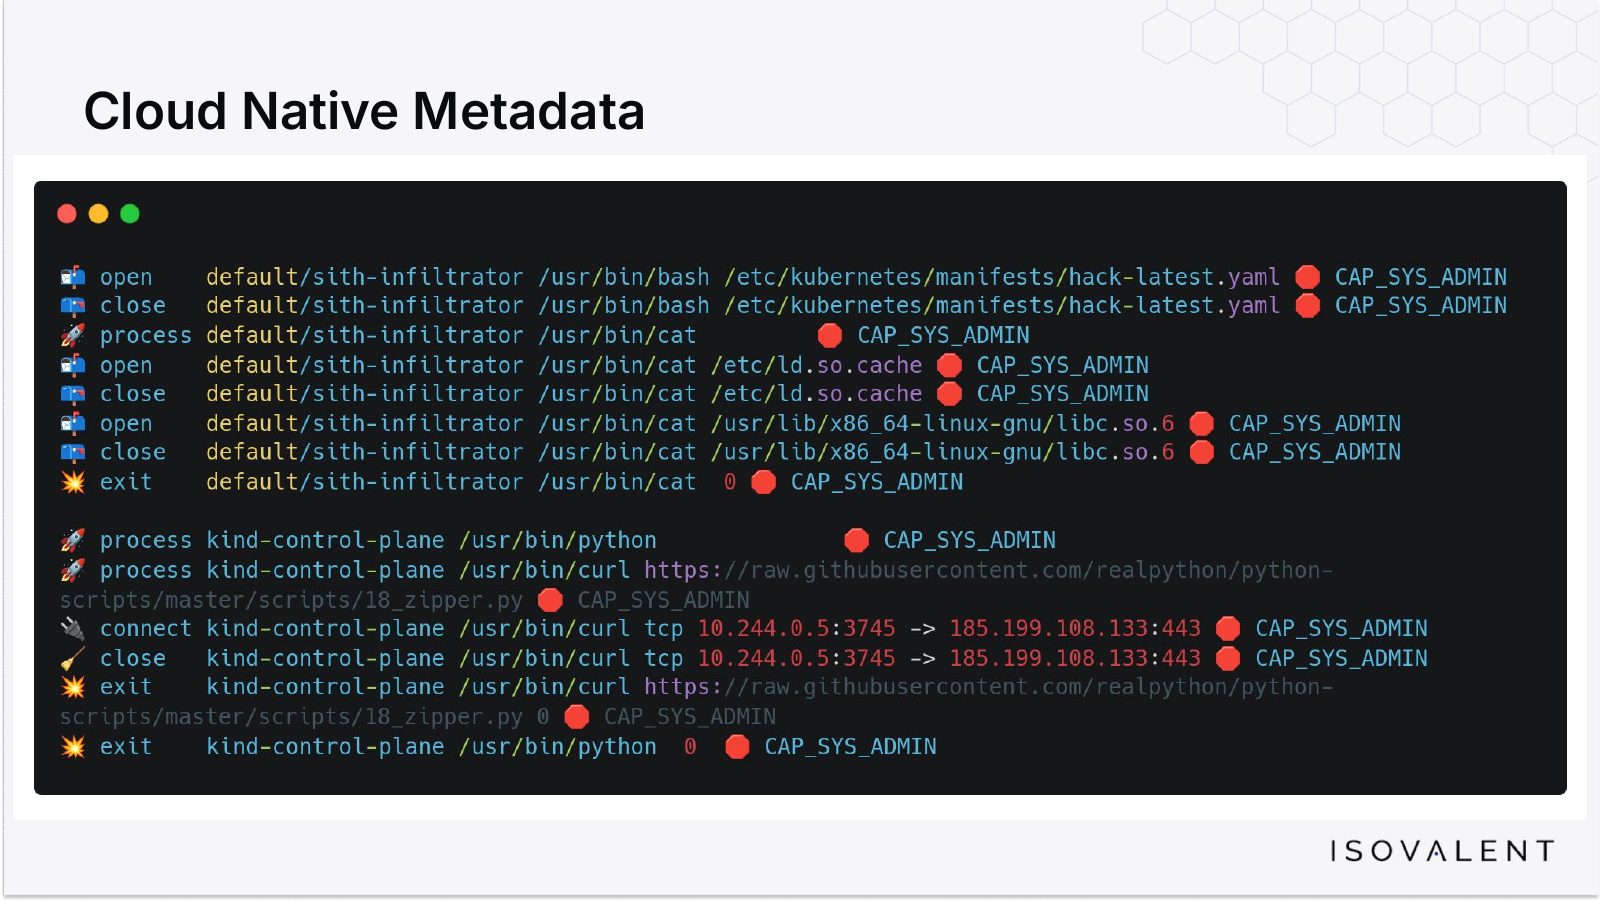 Cloud Native Metadata
📬 open    default/sith-infiltrator /usr/bin/bash /etc/kubernetes/manifests/hack-latest.yaml 🛑 CAP_SYS_ADMIN
📪 close   default/sith-infiltrator /usr/bin/bash /etc/kubernetes/manifests/hack-latest.yaml 🛑 CAP_SYS_ADMIN
🚀 process default/sith-infiltrator /usr/bin/cat         🛑 CAP_SYS_ADMIN
📬 open    default/sith-infiltrator /usr/bin/cat /etc/ld.so.cache 🛑 CAP_SYS_ADMIN
📪 close   default/sith-infiltrator /usr/bin/cat /etc/ld.so.cache 🛑 CAP_SYS_ADMIN
📬 open    default/sith-infiltrator /usr/bin/cat /usr/lib/x86_64-linux-gnu/libc.so.6 🛑 CAP_SYS_ADMIN
📪 close   default/sith-infiltrator /usr/bin/cat /usr/lib/x86_64-linux-gnu/libc.so.6 🛑 CAP_SYS_ADMIN
💥 exit    default/sith-infiltrator /usr/bin/cat  0 🛑 CAP_SYS_ADMIN
🚀 process kind-control-plane /usr/bin/python              🛑 CAP_SYS_ADMIN
🚀 process kind-control-plane /usr/bin/curl https://raw.githubusercontent.com/realpython/python-
scripts/master/scripts/18_zipper.py 🛑 CAP_SYS_ADMIN
🔌 connect kind-control-plane /usr/bin/curl tcp 10.244.0.5:3745 -> 185.199.108.133:443 🛑 CAP_SYS_ADMIN
🧹 close   kind-control-plane /usr/bin/curl tcp 10.244.0.5:3745 -> 185.199.108.133:443 🛑 CAP_SYS_ADMIN
💥 exit    kind-control-plane /usr/bin/curl https://raw.githubusercontent.com/realpython/python-
scripts/master/scripts/18_zipper.py 0 🛑 CAP_SYS_ADMIN
💥 exit    kind-control-plane /usr/bin/python  0  🛑 CAP_SYS_ADMIN
ISOVALENT